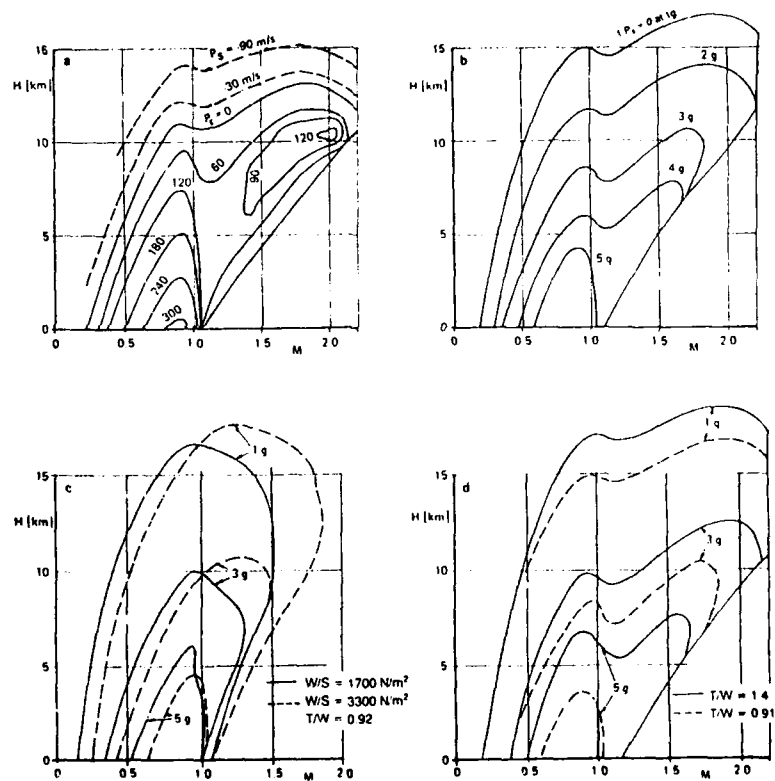 a
P_s = -90 m/s
-30 m/s
P_s = 0
60
120
180
240
300
90
120
H [km]
15
10
5
0
0 0.5 1.0 1.5 2.0
M
b
1 P_s = 0 at 1g
2 g
3 g
4 g
5 g
H [km]
15
10
5
0
0 0.5 1.0 1.5 2.0
M
c
1 g
3 g
5 g
H [km]
15
10
5
0
W/S = 1700 N/m²
W/S = 3300 N/m²
T/W = 0.92
0 0.5 1.0 1.5 2.0
M
d
1 g
3 g
5 g
H [km]
15
10
5
0
T/W = 1.4
T/W = 0.91
0 0.5 1.0 1.5 2.0
M